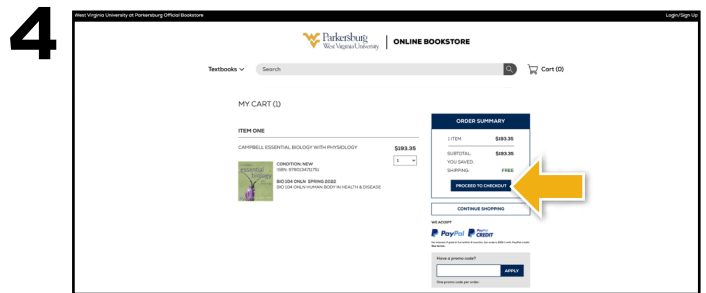 4
West Virginia University at Parkersburg Official Bookstore
Login/Sign Up
Parkersburg
West Virginia University
ONLINE BOOKSTORE
Textbooks
Search
Cart (0)
MY CART (1)
ITEM ONE
CAMPBELL ESSENTIAL BIOLOGY WITH PHYSIOLOGY
$193.35
1
CONDITION: NEW
essential
biology
BIO 104 ONLN SPRING 2022
BIO 104 ONLN HUMAN BODY IN HEALTH & DISEASE
ORDER SUMMARY
1 ITEM $193.35
SUBTOTAL: $193.35
YOU SAVED:
SHIPPING: FREE
PROCEED TO CHECKOUT
CONTINUE SHOPPING
WE ACCEPT
PayPal PayPal CREDIT
See terms.
Have a promo code?
APPLY
One promo code per order.